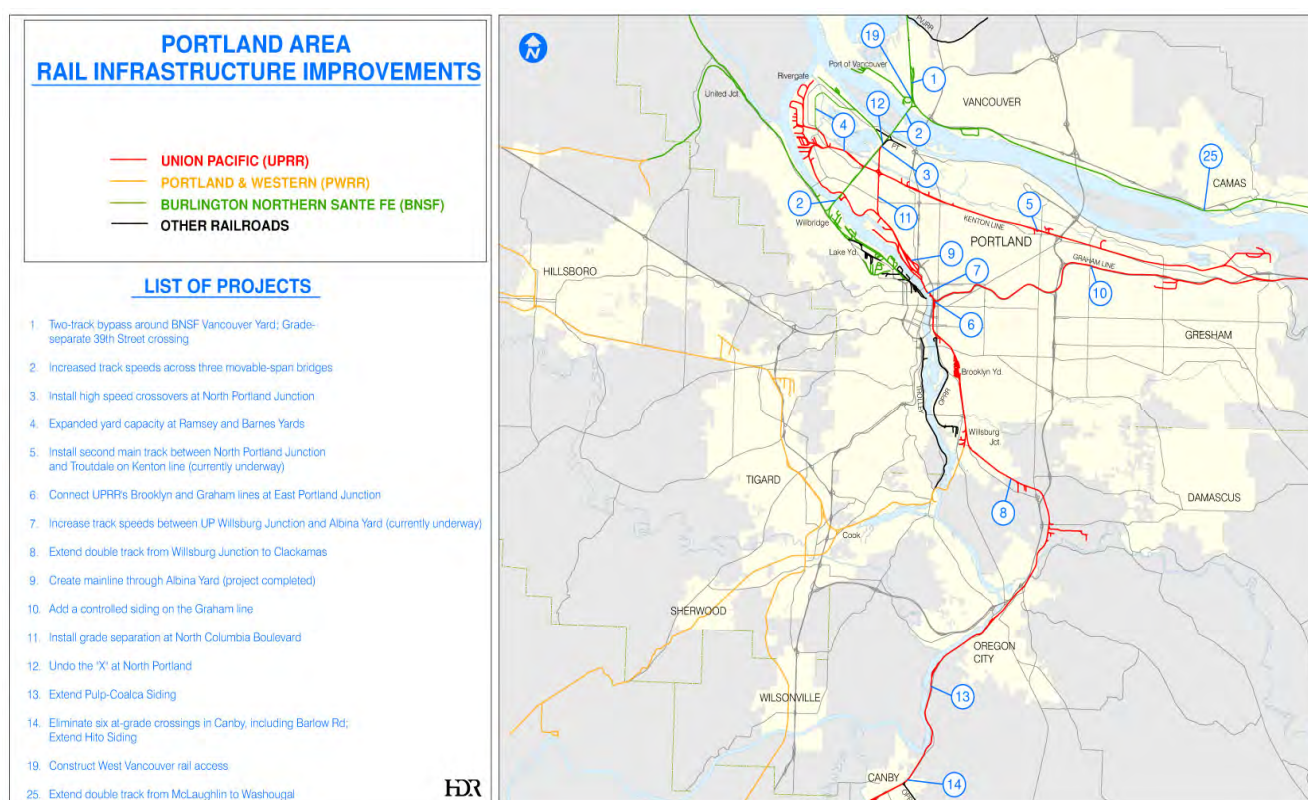 PORTLAND AREA
RAIL INFRASTRUCTURE IMPROVEMENTS
UNION PACIFIC (UPRR)
PORTLAND & WESTERN (PWRR)
BURLINGTON NORTHERN SANTE FE (BNSF)
OTHER RAILROADS
LIST OF PROJECTS
1. Two-track bypass around BNSF Vancouver Yard; Grade-
separate 39th Street crossing
2. Increased track speeds across three movable-span bridges
3. Install high speed crossovers at North Portland Junction
4. Expanded yard capacity at Ramsey and Barnes Yards
5. Install second main track between North Portland Junction
and Troutdale on Kenton line (currently underway)
6. Connect UPRR's Brooklyn and Graham lines at East Portland Junction
7. Increase track speeds between UP Willsburg Junction and Albina Yard (currently underway)
8. Extend double track from Willsburg Junction to Clackamas
9. Create mainline through Albina Yard (project completed)
10. Add a controlled siding on the Graham line
11. Install grade separation at North Columbia Boulevard
12. Undo the "X" at North Portland
13. Extend Pulp-Coalca Siding
14. Eliminate six at-grade crossings in Canby, including Barlow Rd;
Extend Hito Siding
19. Construct West Vancouver rail access
25. Extend double track from McLaughlin to Washougal
HDR
N
19
PVJRR
Port of Vancouver
1
Rivergate
United Jct.
12
VANCOUVER
4
2
PT
25
3
CAMAS
2
11
5
Willbridge
KENTON LINE
PORTLAND
Lake Yd.
9
GRAHAM LINE
HILLSBORO
7
10
6
GRESHAM
Brooklyn Yd.
TROLLEY
OPRR
Willsburg
Jct.
TIGARD
DAMASCUS
8
Cook
SHERWOOD
OREGON
CITY
WILSONVILLE
13
CANBY
14